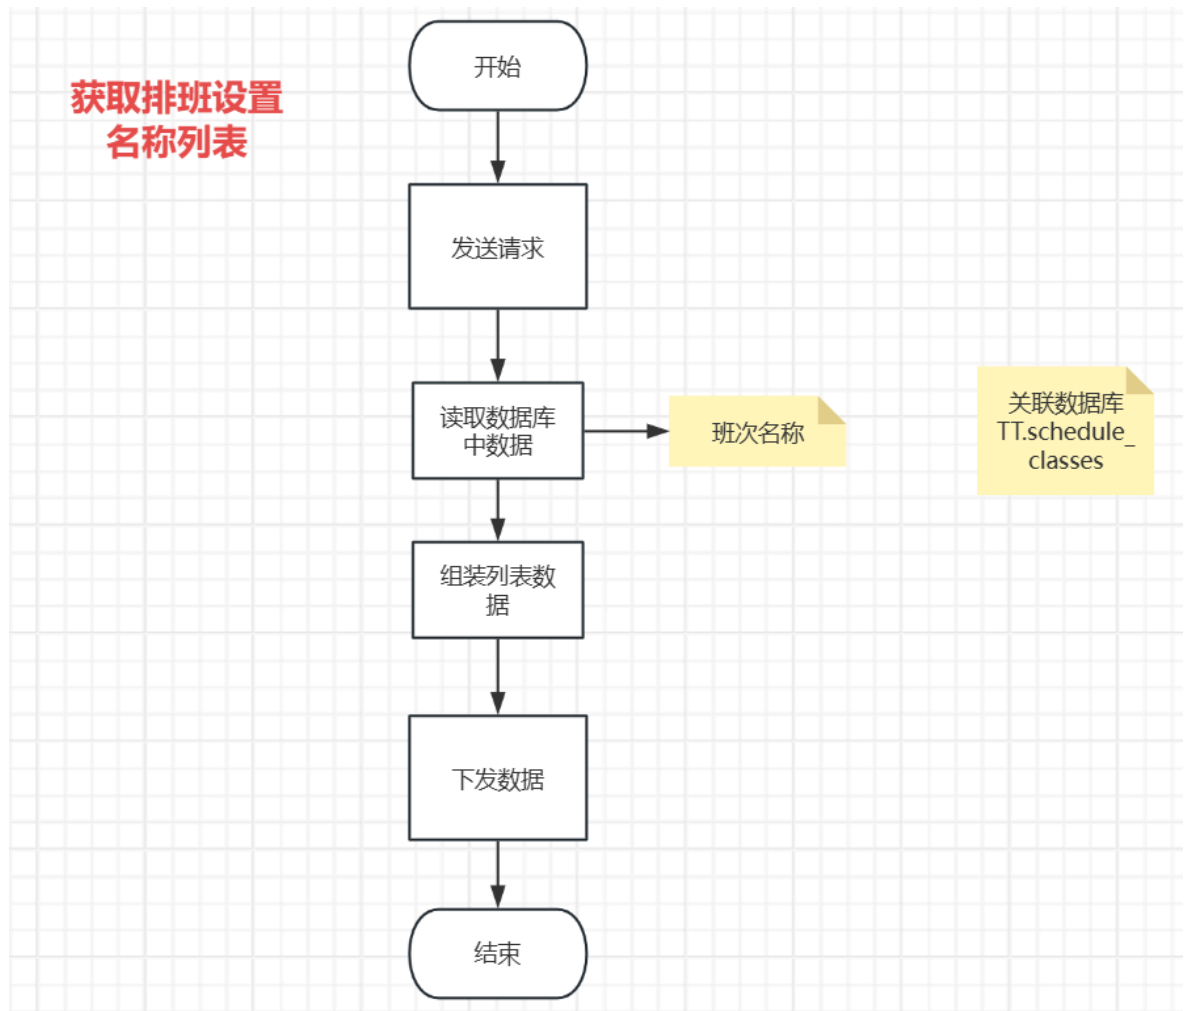 获取排班设置
名称列表
开始
发送请求
读取数据库
中数据
班次名称
关联数据库
TT.schedule_
classes
组装列表数
据
下发数据
结束